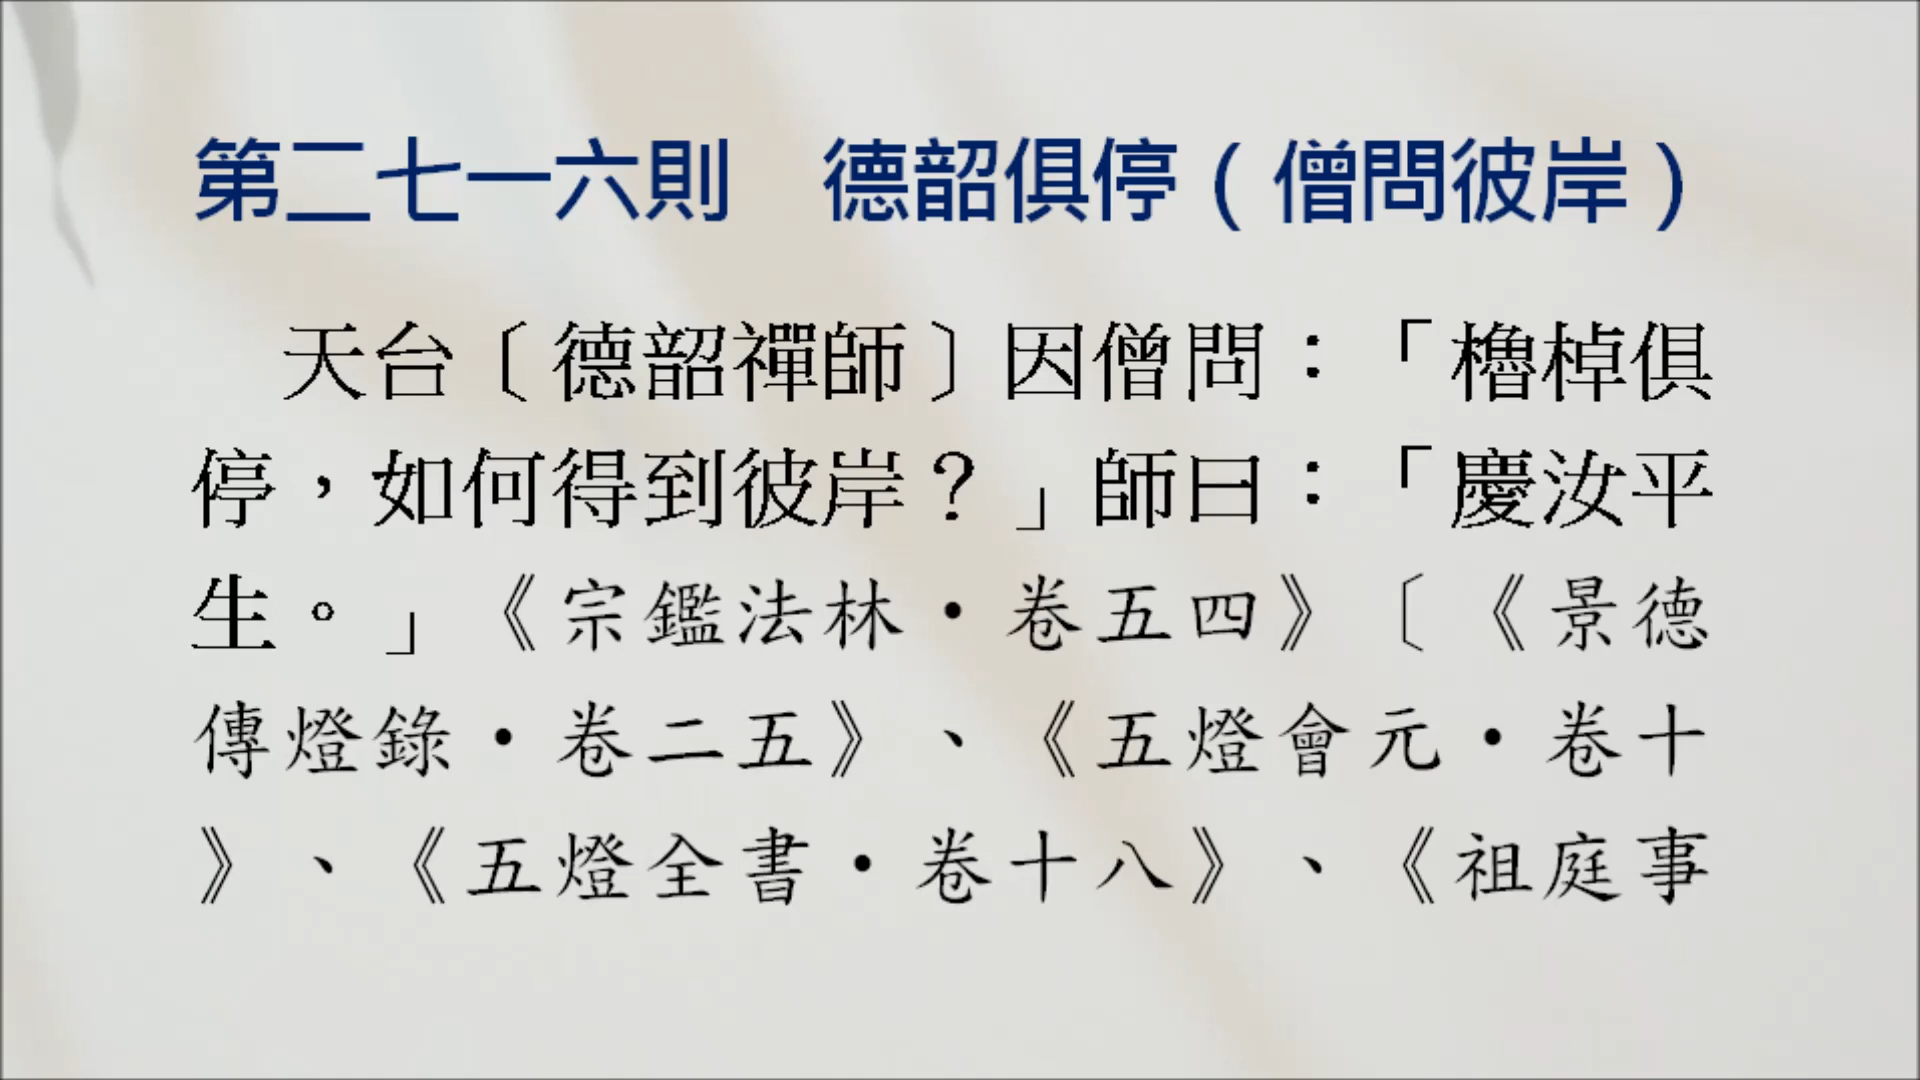 第二七一六則　德韶俱停（僧問彼岸）
天台〔德韶禪師〕因僧問：「櫓棹俱
停，如何得到彼岸？」師曰：「慶汝平
生。」《宗鑑法林・卷五四》〔《景德
傳燈錄・卷二五》、《五燈會元・卷十
》、《五燈全書・卷十八》、《祖庭事